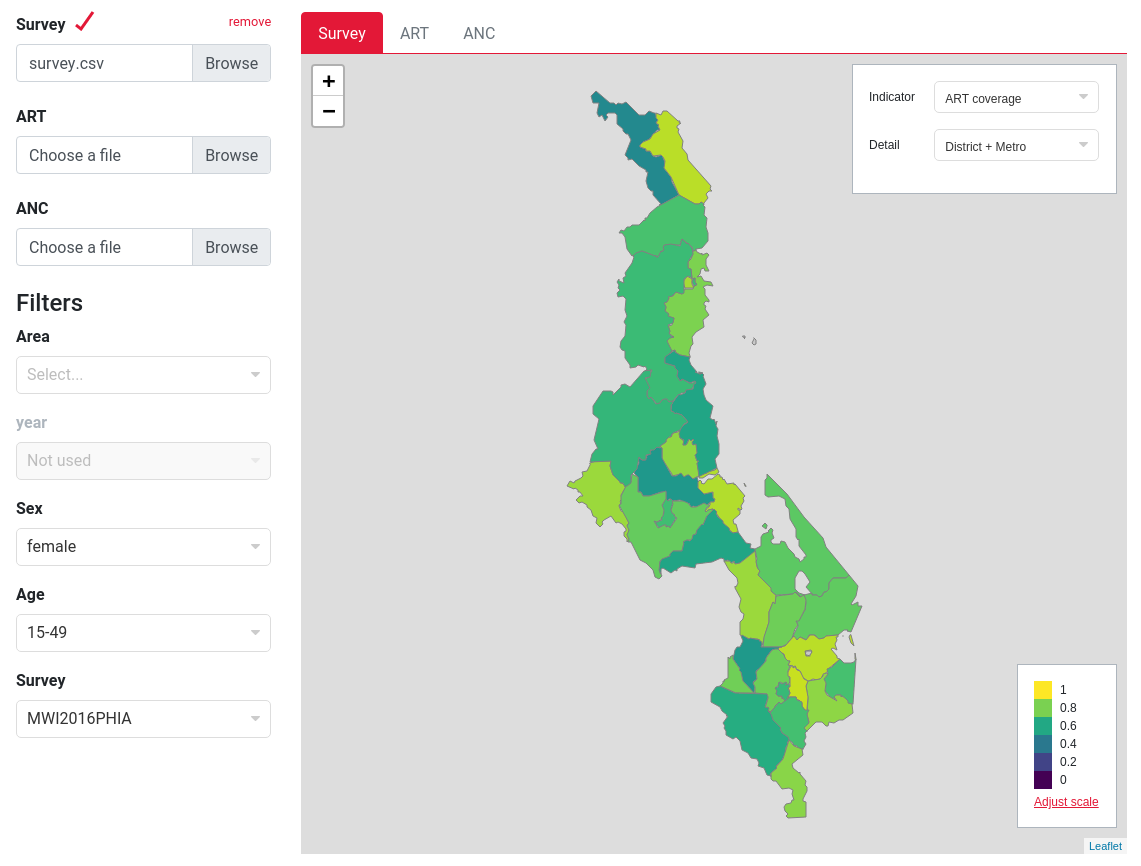 Survey
remove
survey.csv
Browse
ART
Choose a file
Browse
ANC
Choose a file
Browse
Filters
Area
Select...
year
Not used
Sex
female
Age
15-49
Survey
MWI2016PHIA
Survey ART ANC
+
−
Indicator ART coverage
Detail District + Metro
1
0.8
0.6
0.4
0.2
0
Adjust scale
Leaflet